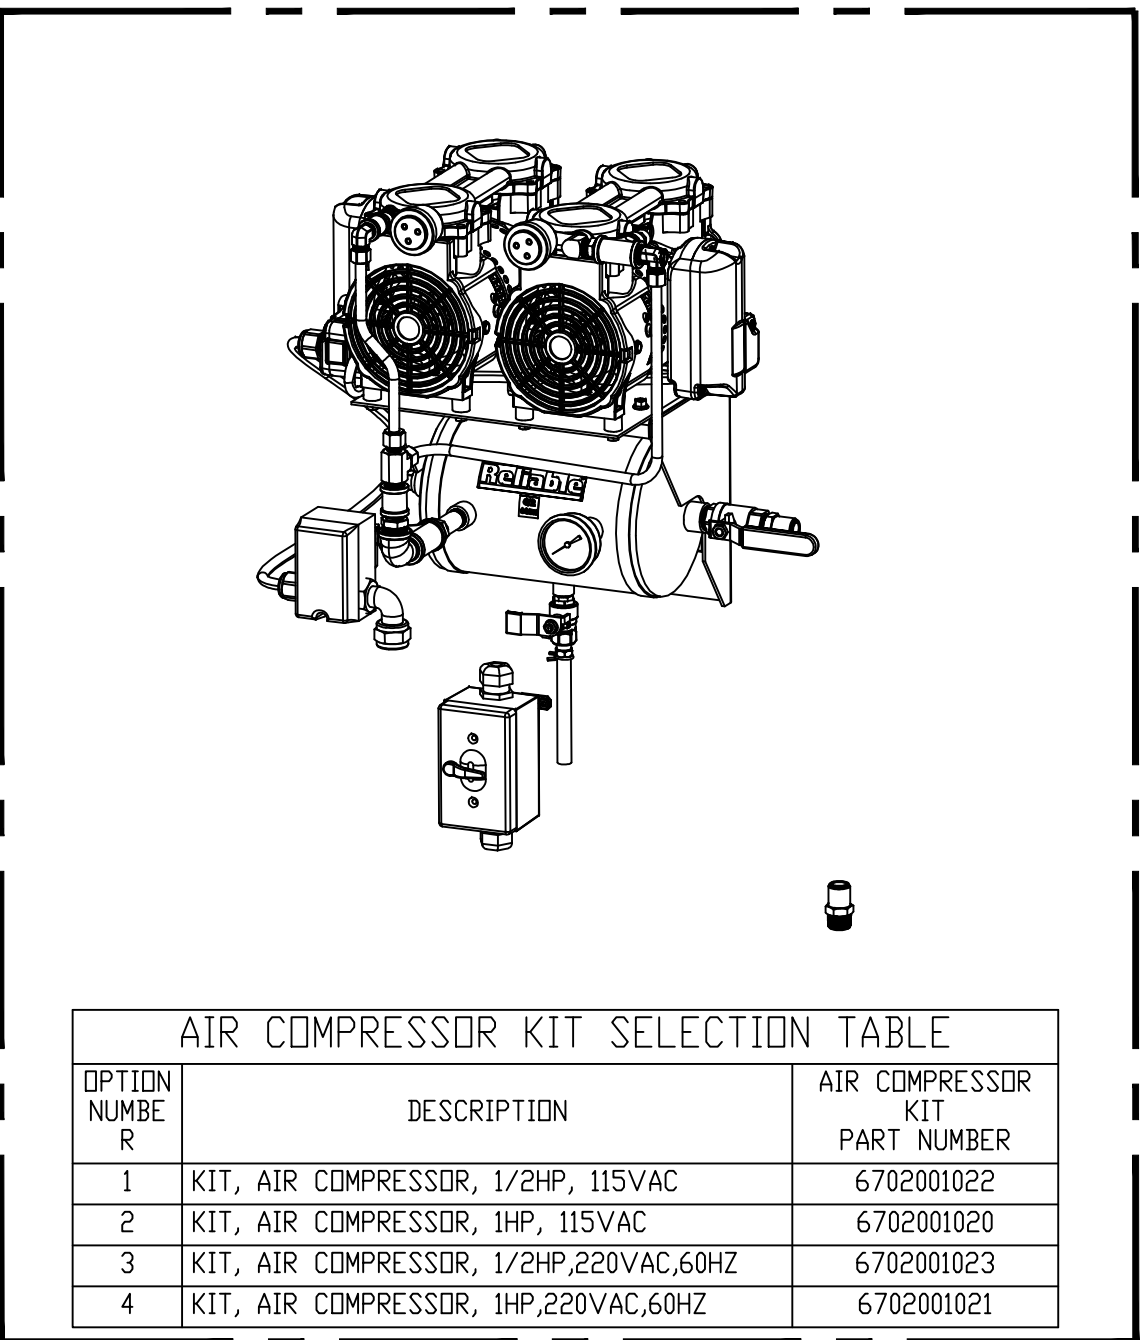 Reliable
AIR COMPRESSOR KIT SELECTION TABLE
OPTION
NUMBE
R
DESCRIPTION
AIR COMPRESSOR
KIT
PART NUMBER
1 KIT, AIR COMPRESSOR, 1/2HP, 115VAC 6702001022
2 KIT, AIR COMPRESSOR, 1HP, 115VAC 6702001020
3 KIT, AIR COMPRESSOR, 1/2HP,220VAC,60HZ 6702001023
4 KIT, AIR COMPRESSOR, 1HP,220VAC,60HZ 6702001021